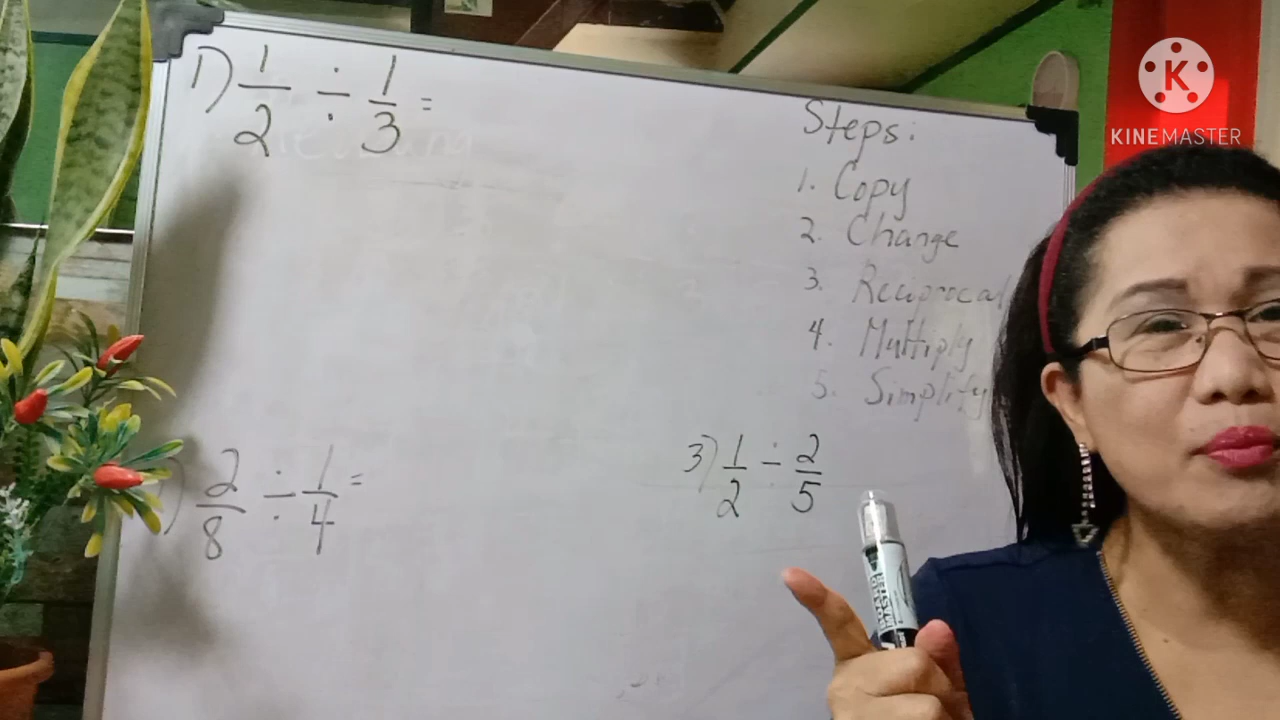 1) 1/2 ÷ 1/3 =
Steps:
1. Copy
2. Change
3. Reciprocal
4. Multiply
5. Simplify
) 2/8 ÷ 1/4 =
3) 1/2 ÷ 2/5
K
KINEMASTER